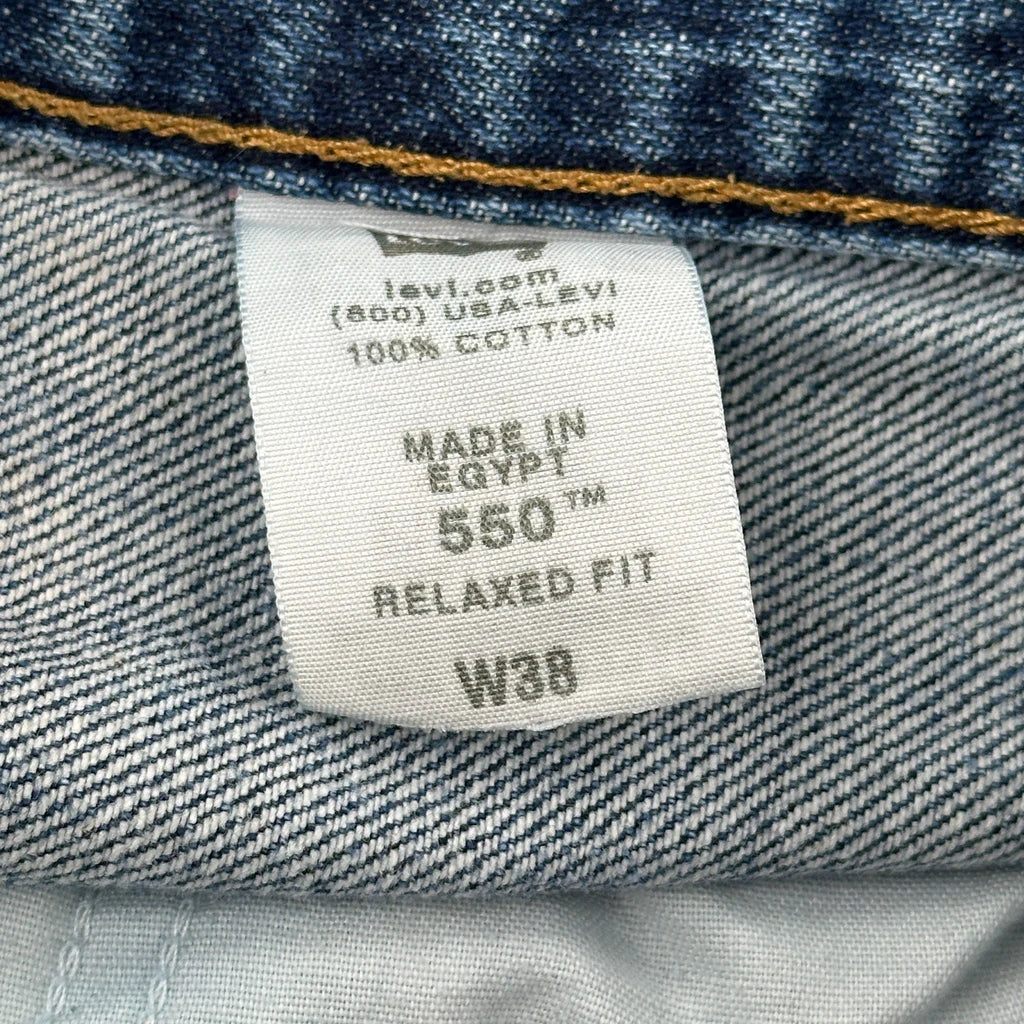 levi.com
(800) USA-LEVI
100% COTTON
MADE IN
EGYPT
550™
RELAXED FIT
W38